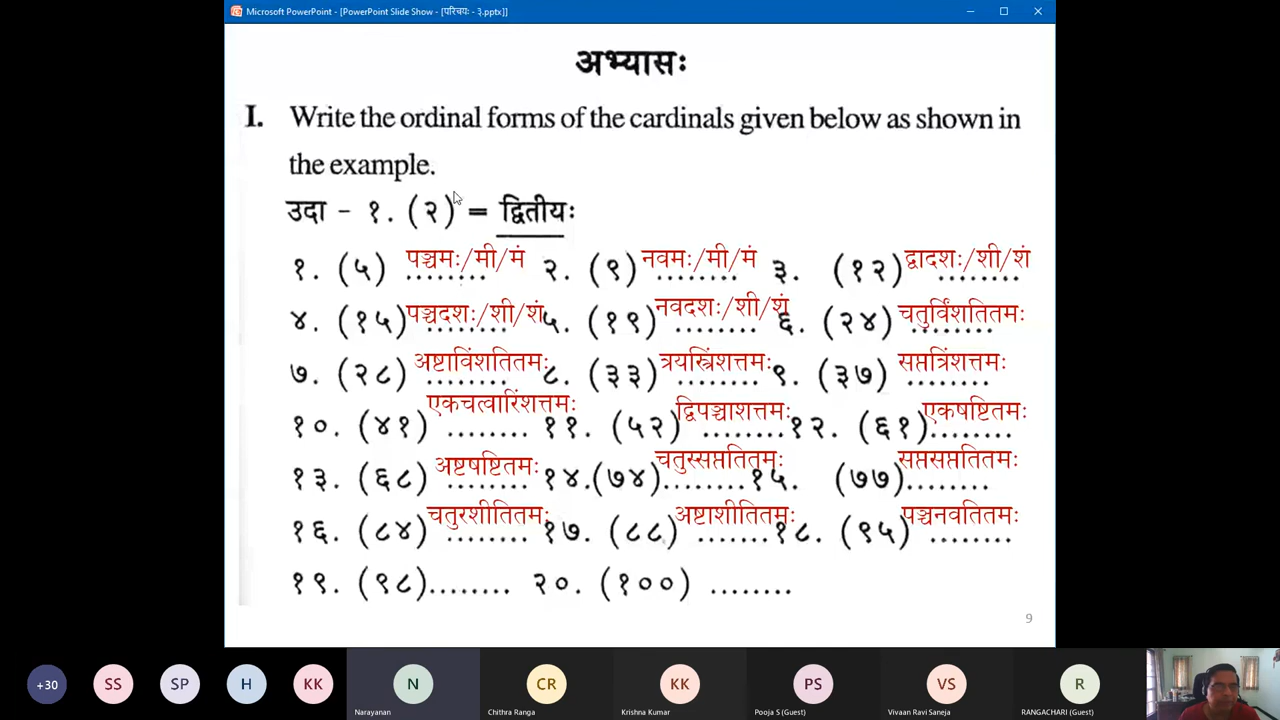 Microsoft PowerPoint - [PowerPoint Slide Show - [परिचयः - ३.pptx]]
अभ्यासः
I. Write the ordinal forms of the cardinals given below as shown in
the example.
उदा - १. (२) = द्वितीयः
१. (५) पञ्चमः/मी/मं २. (९) नवमः/मी/मं ३. (१२) द्वादशः/शी/शं
४. (१५) पञ्चदशः/शी/शं ५. (१९) नवदशः/शी/शं ६. (२४) चतुर्विंशतितमः
७. (२८) अष्टाविंशतितमः ८. (३३) त्रयस्त्रिंशत्तमः ९. (३७) सप्तत्रिंशत्तमः
१०. (४१) एकचत्वारिंशत्तमः ११. (५२) द्विपञ्चाशत्तमः १२. (६१) एकषष्टितमः
१३. (६८) अष्टषष्टितमः १४.(७४) चतुस्सप्ततितमः १५. (७७) सप्तसप्ततितमः
१६. (८४) चतुरशीतितमः १७. (८८) अष्टाशीतितमः १८. (९५) पञ्चनवतितमः
१९. (९८)........ २०. (१००) ........
9
+30 SS SP H KK N CR KK PS VS R
Narayanan Chithra Ranga Krishna Kumar Pooja S (Guest) Vivaan Ravi Saneja RANGACHARI (Guest)